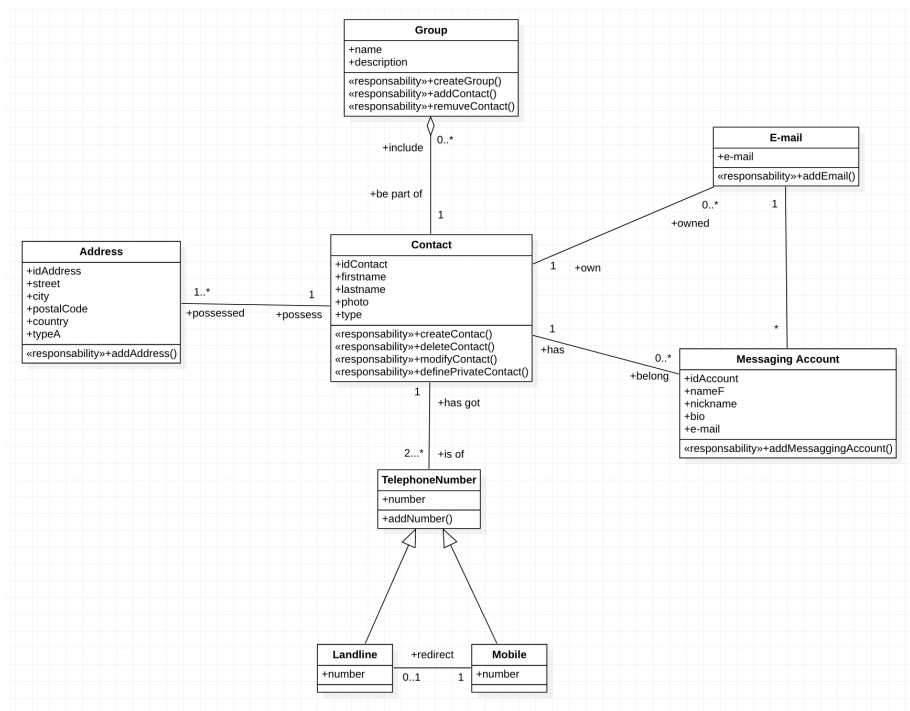 Group
+name
+description
«responsability»+createGroup()
«responsability»+addContact()
«responsability»+remuveContact()
0..*
+include
+be part of
1
E-mail
+e-mail
«responsability»+addEmail()
0..*
1
+owned
1
+own
Address
+idAddress
+street
+city
+postalCode
+country
+typeA
«responsability»+addAddress()
1..*
1
+possessed
+possess
Contact
+idContact
+firstname
+lastname
+photo
+type
«responsability»+createContac()
«responsability»+deleteContact()
«responsability»+modifyContact()
«responsability»+definePrivateContact()
1
+has
0..*
+belong
*
Messaging Account
+idAccount
+nameF
+nickname
+bio
+e-mail
«responsability»+addMessaggingAccount()
1
+has got
2...*
+is of
TelephoneNumber
+number
+addNumber()
Landline
+number
+redirect
0..1
1
Mobile
+number